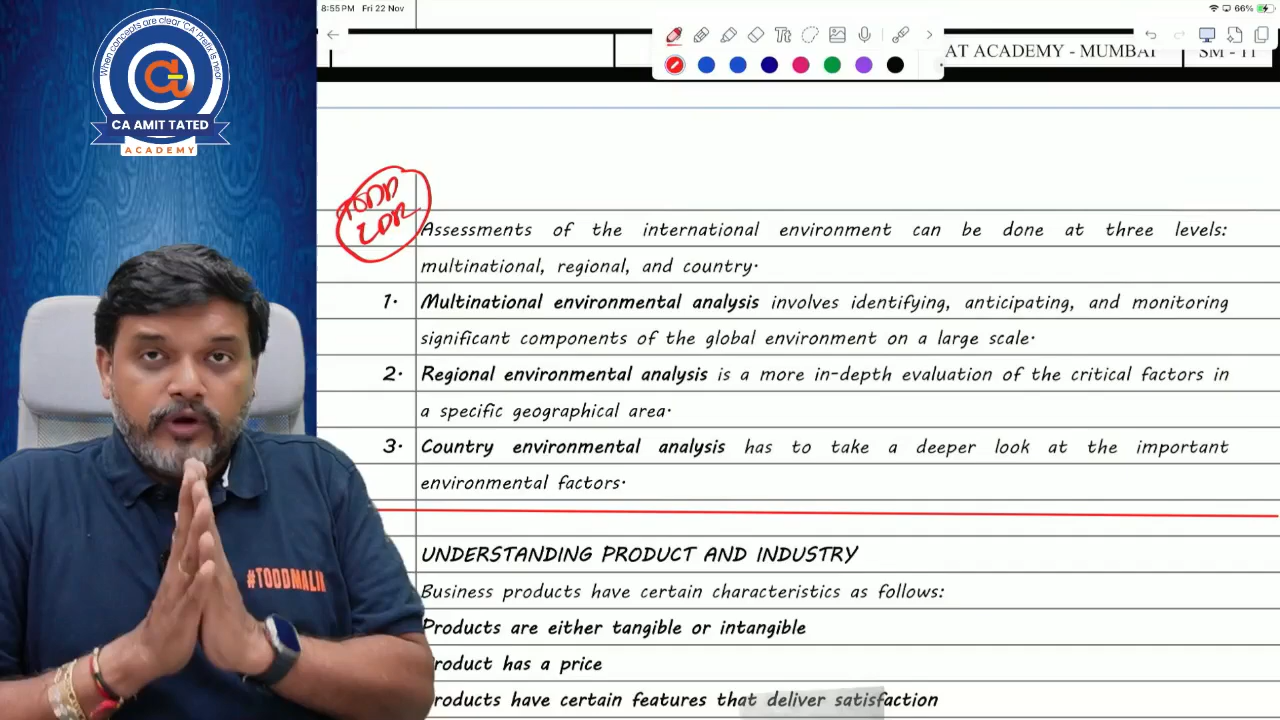 8:55PM Fri 22 Nov
66%
When concepts are clear 'CA' Prefix is near
CA AMIT TATED
ACADEMY
AT ACADEMY - MUMBAI
SM - 11
TODD
Assessments of the international environment can be done at three levels:
multinational, regional, and country.
1. Multinational environmental analysis involves identifying, anticipating, and monitoring
significant components of the global environment on a large scale.
2. Regional environmental analysis is a more in-depth evaluation of the critical factors in
a specific geographical area.
3. Country environmental analysis has to take a deeper look at the important
environmental factors.
UNDERSTANDING PRODUCT AND INDUSTRY
Business products have certain characteristics as follows:
Products are either tangible or intangible
roduct has a price
roducts have certain features that deliver satisfaction
#TODDMALIK